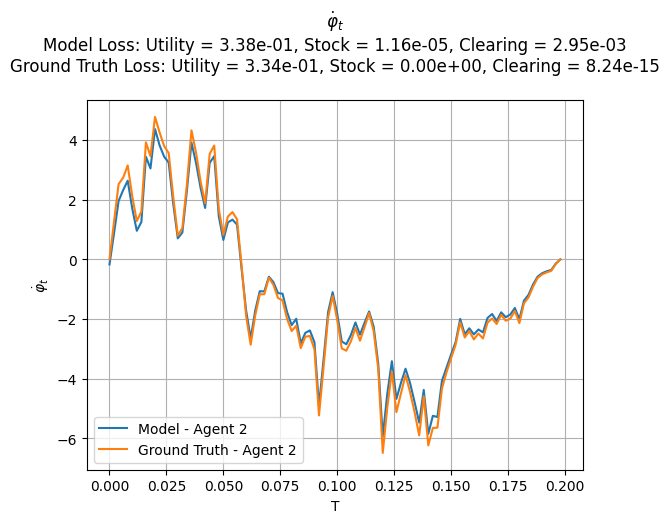 φ̇ₜ
Model Loss: Utility = 3.38e-01, Stock = 1.16e-05, Clearing = 2.95e-03
Ground Truth Loss: Utility = 3.34e-01, Stock = 0.00e+00, Clearing = 8.24e-15
4
2
0
−2
−4
−6
φ̇ₜ
Model - Agent 2
Ground Truth - Agent 2
0.000 0.025 0.050 0.075 0.100 0.125 0.150 0.175 0.200
T